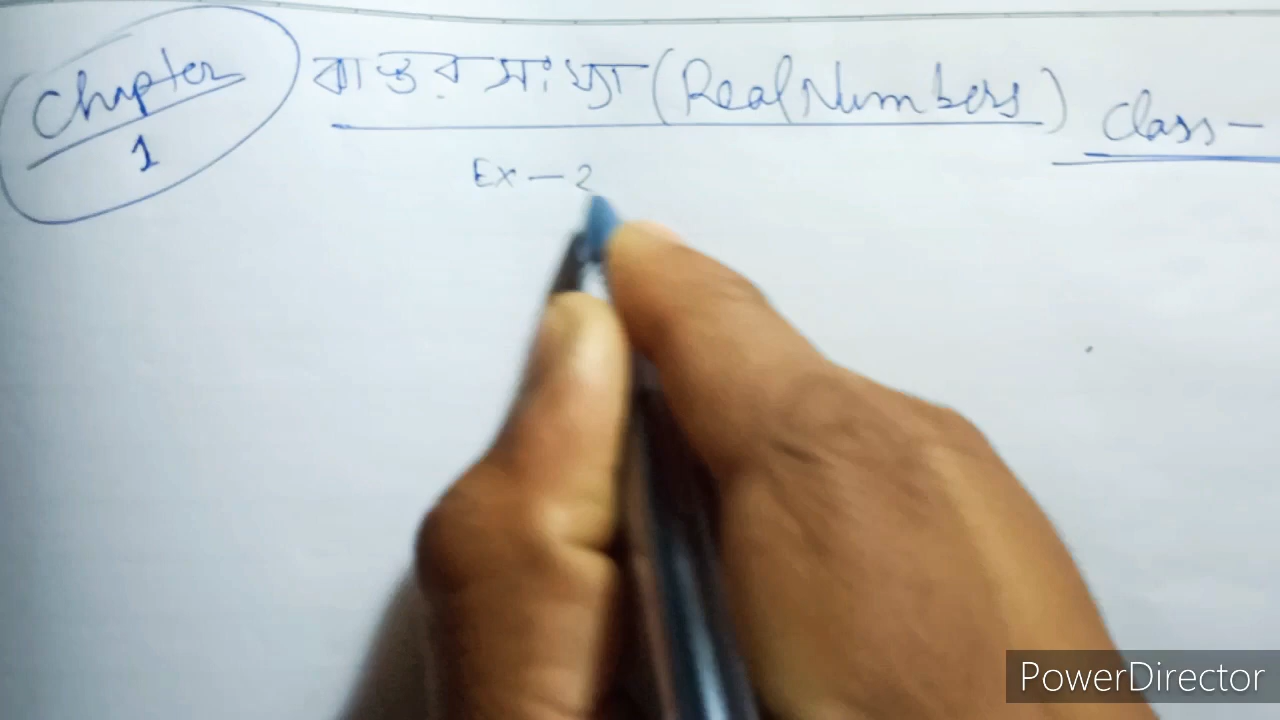 Chapter
1
বাস্তব সংখ্যা (Real Numbers)
Class-
Ex - 2
PowerDirector